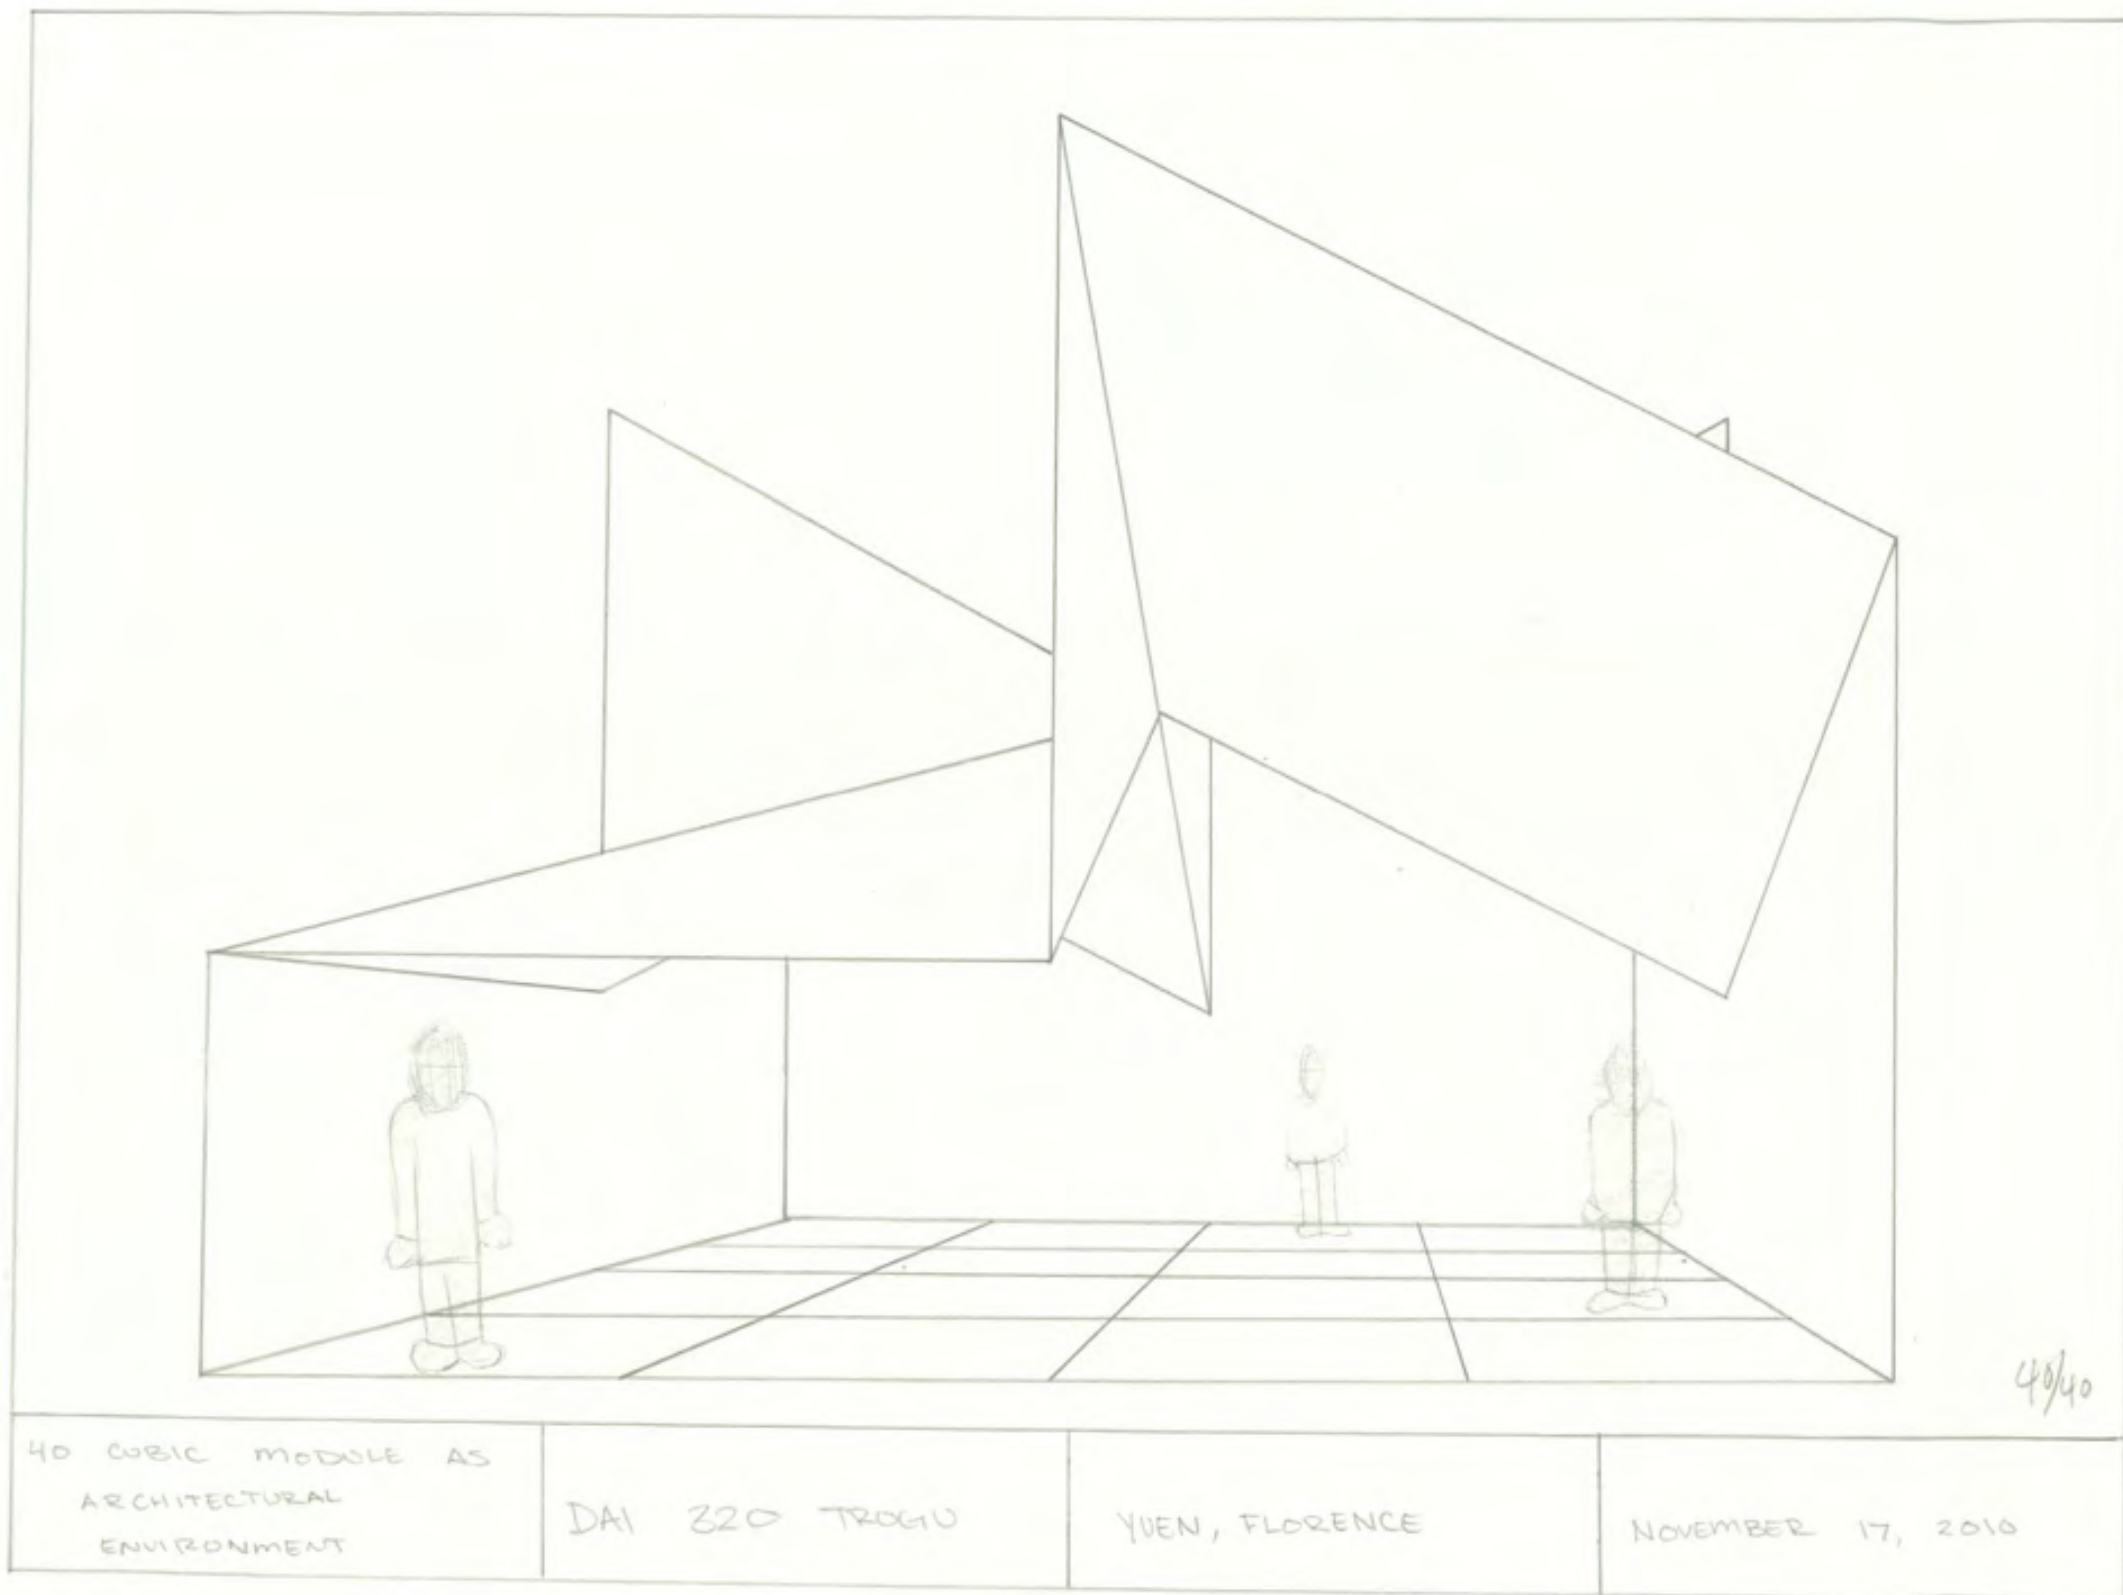 40/40
40 CUBIC MODULE AS
ARCHITECTURAL
ENVIRONMENT
DAI 320 TROGU
YUEN, FLORENCE
NOVEMBER 17, 2010